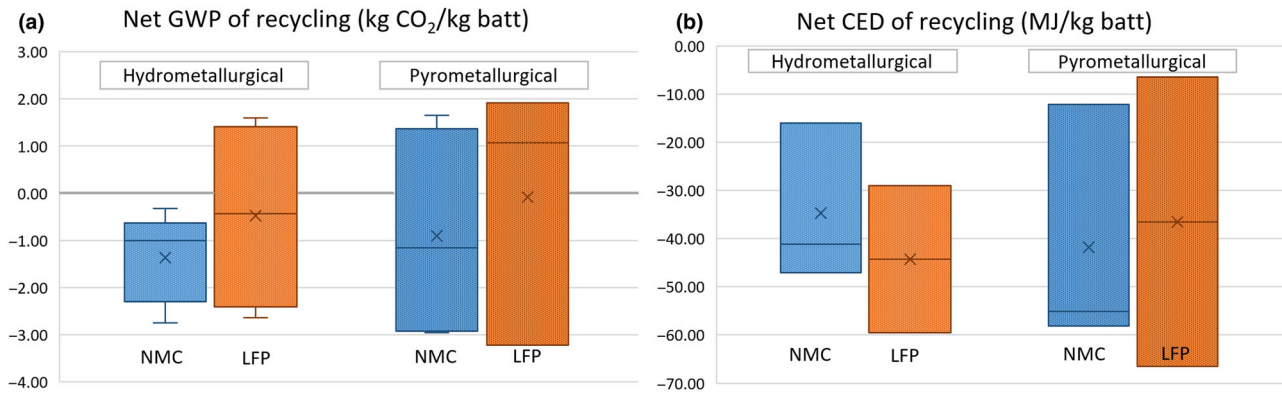 (a) Net GWP of recycling (kg CO₂/kg batt)
3.00
2.00
1.00
0.00
–1.00
–2.00
–3.00
–4.00
Hydrometallurgical Pyrometallurgical
NMC LFP NMC LFP
(b) Net CED of recycling (MJ/kg batt)
0.00
–10.00
–20.00
–30.00
–40.00
–50.00
–60.00
–70.00
Hydrometallurgical Pyrometallurgical
NMC LFP NMC LFP